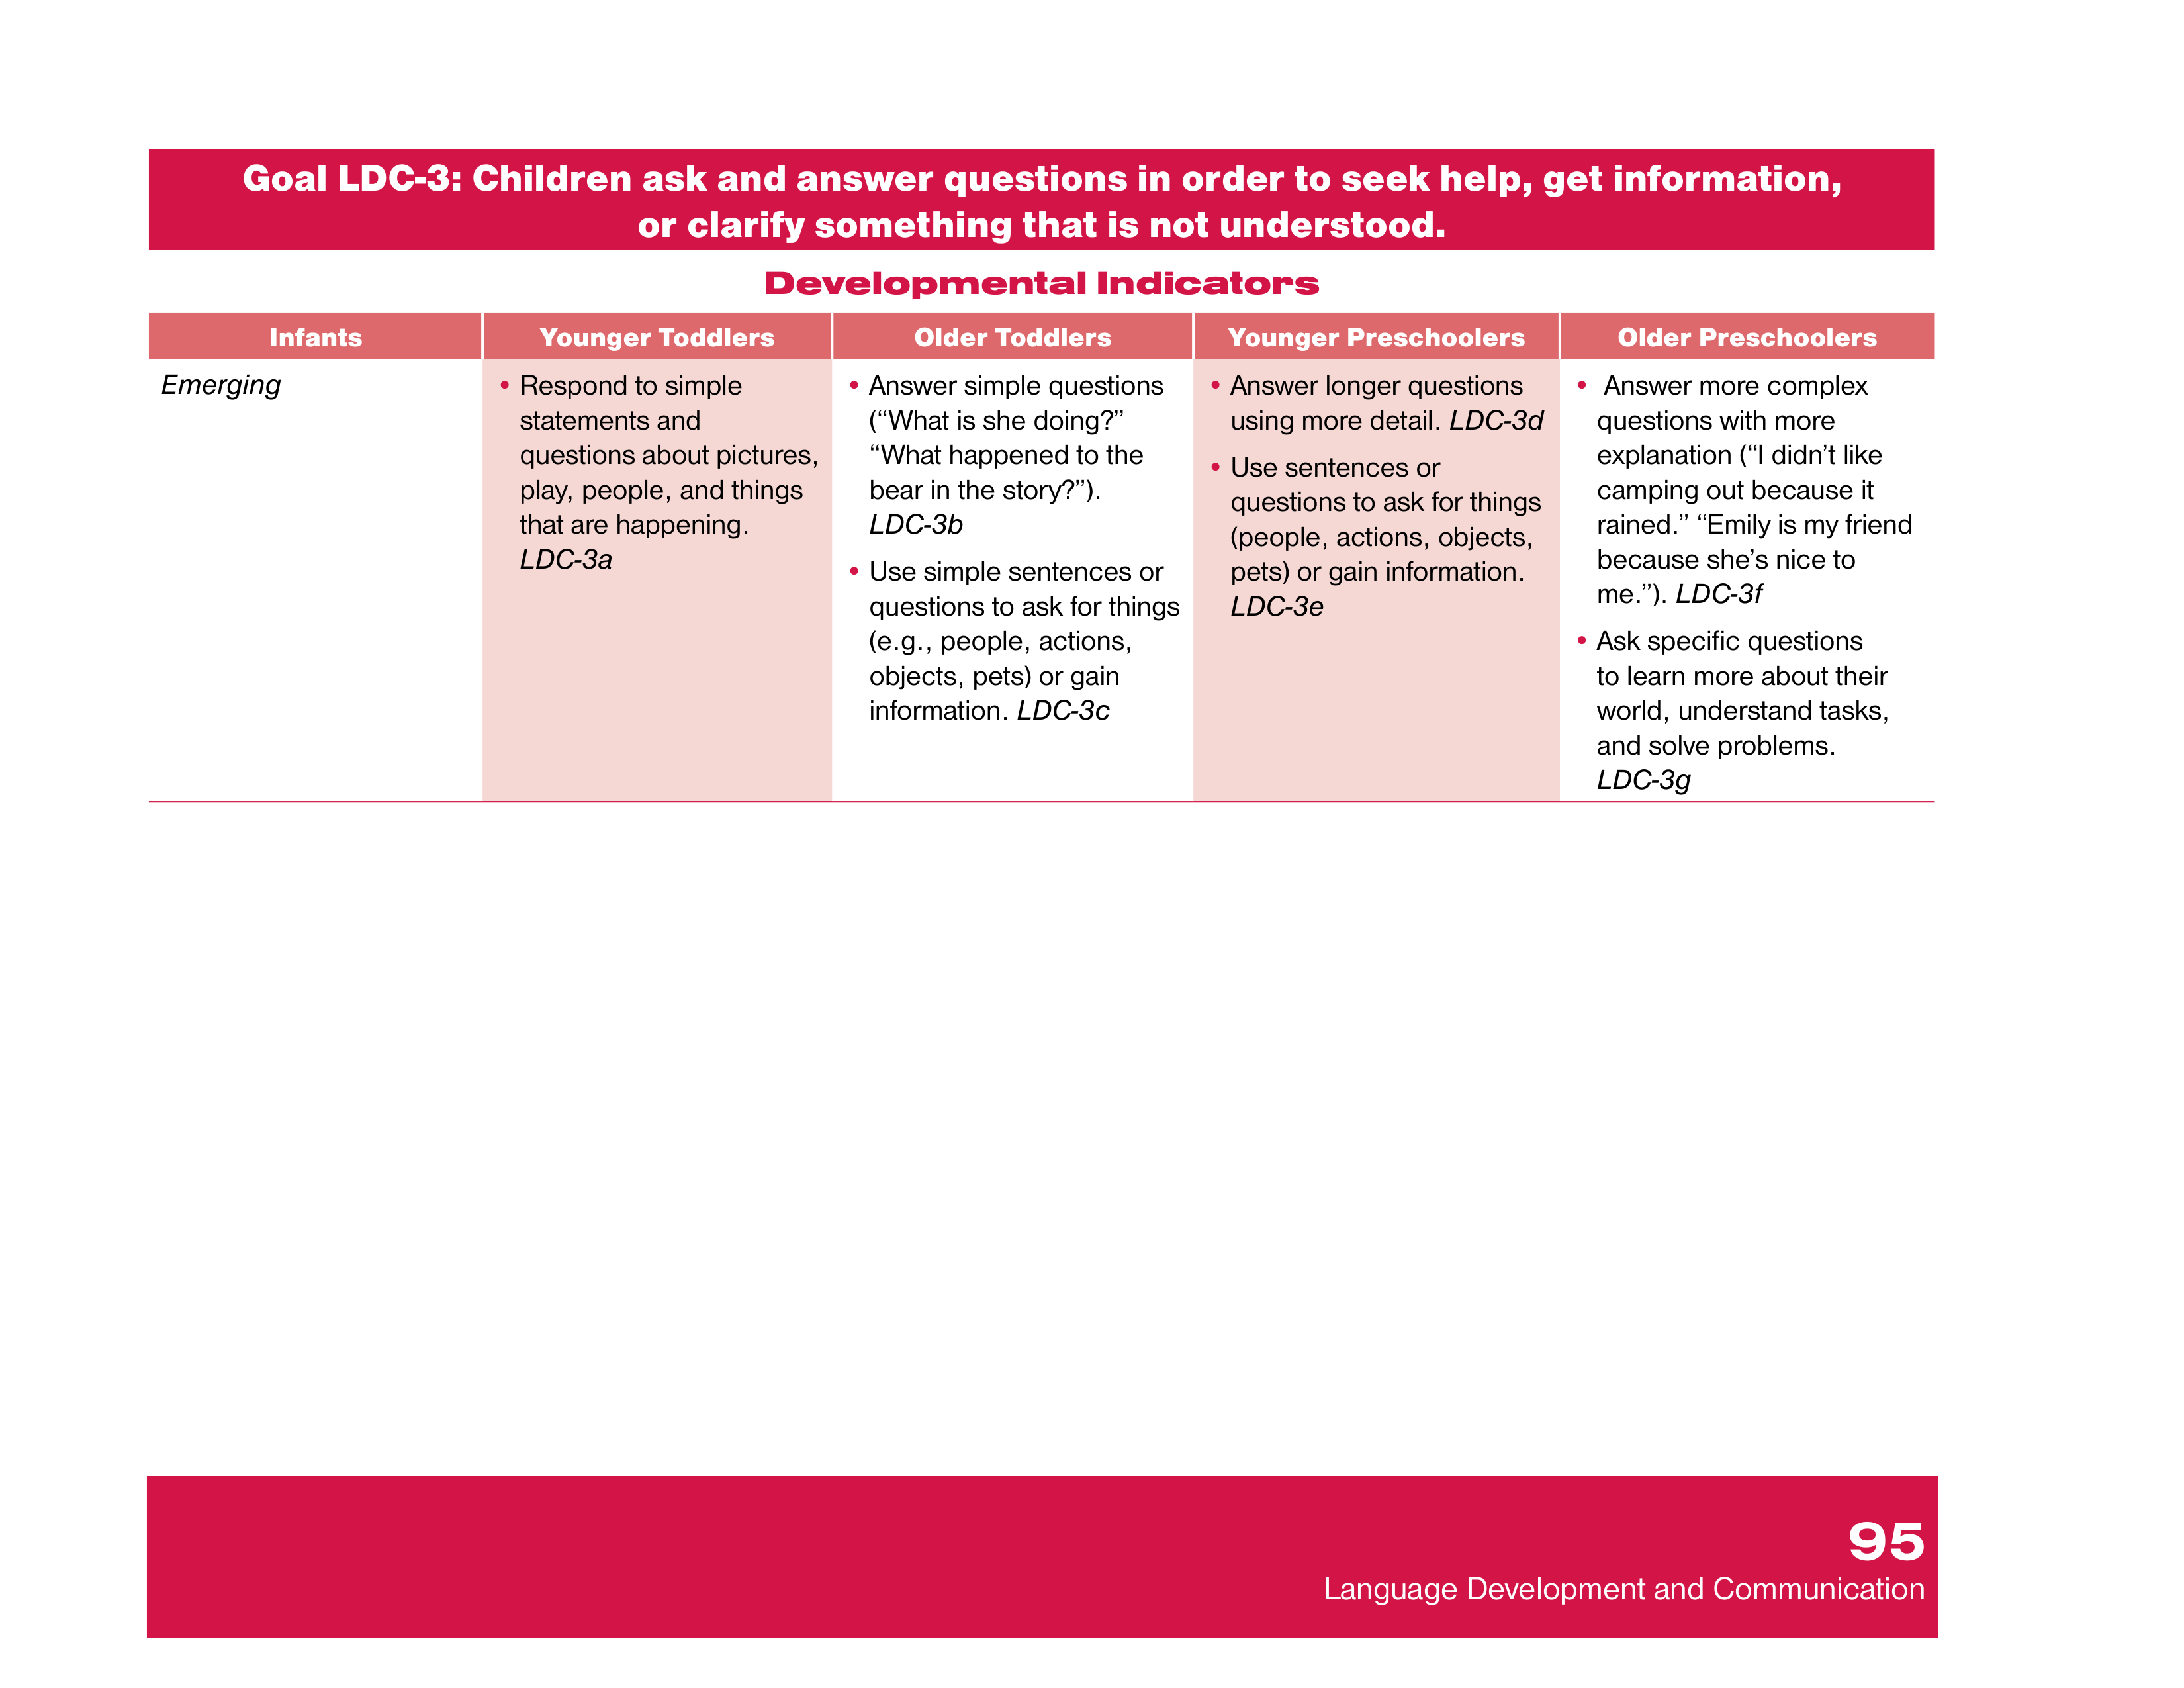 Goal LDC-3: Children ask and answer questions in order to seek help, get information,
or clarify something that is not understood.
Developmental Indicators
Infants
Younger Toddlers
Older Toddlers
Younger Preschoolers
Older Preschoolers
Emerging
• Respond to simple
statements and
questions about pictures,
play, people, and things
that are happening.
LDC-3a
• Answer simple questions
(“What is she doing?”
“What happened to the
bear in the story?”).
LDC-3b
• Use simple sentences or
questions to ask for things
(e.g., people, actions,
objects, pets) or gain
information. LDC-3c
• Answer longer questions
using more detail. LDC-3d
• Use sentences or
questions to ask for things
(people, actions, objects,
pets) or gain information.
LDC-3e
• Answer more complex
questions with more
explanation (“I didn’t like
camping out because it
rained.” “Emily is my friend
because she’s nice to
me.”). LDC-3f
• Ask specific questions
to learn more about their
world, understand tasks,
and solve problems.
LDC-3g
95
Language Development and Communication